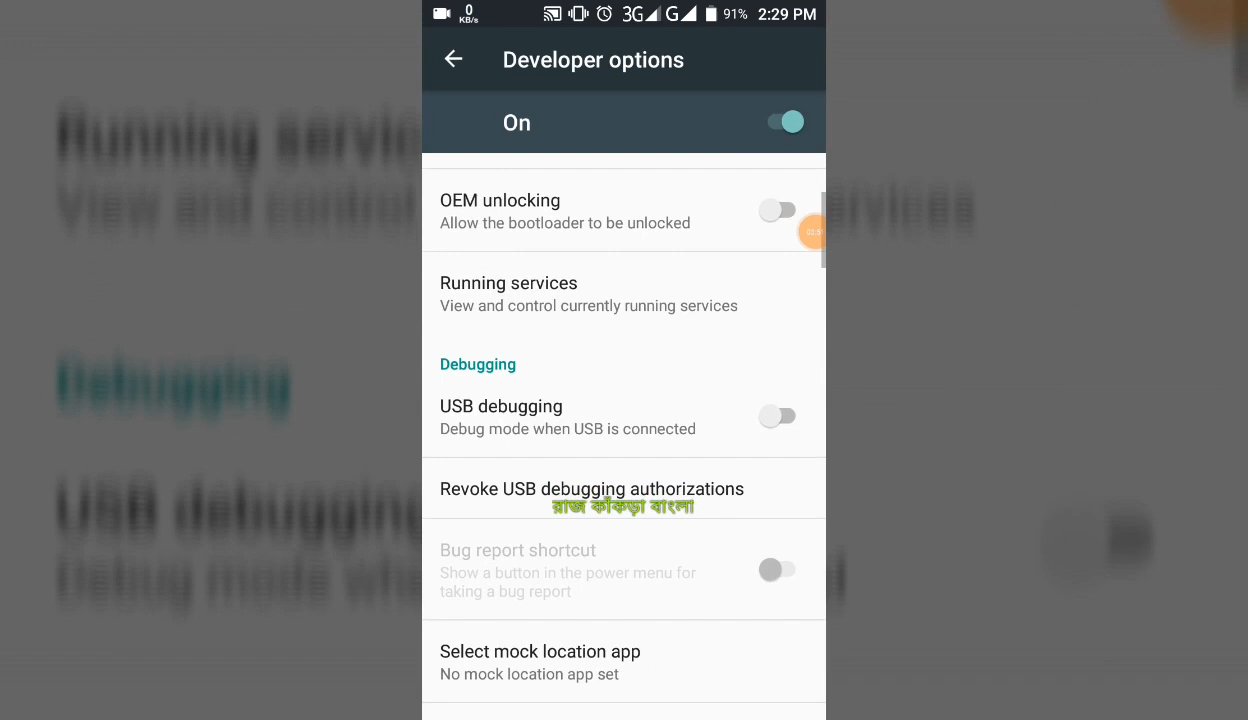 0
KB/s
3G G 91% 2:29 PM
Developer options
On
OEM unlocking
Allow the bootloader to be unlocked
Running services
View and control currently running services
Debugging
USB debugging
Debug mode when USB is connected
Revoke USB debugging authorizations
রাজ কাঁকড়া বাংলা
Bug report shortcut
Show a button in the power menu for
taking a bug report
Select mock location app
No mock location app set